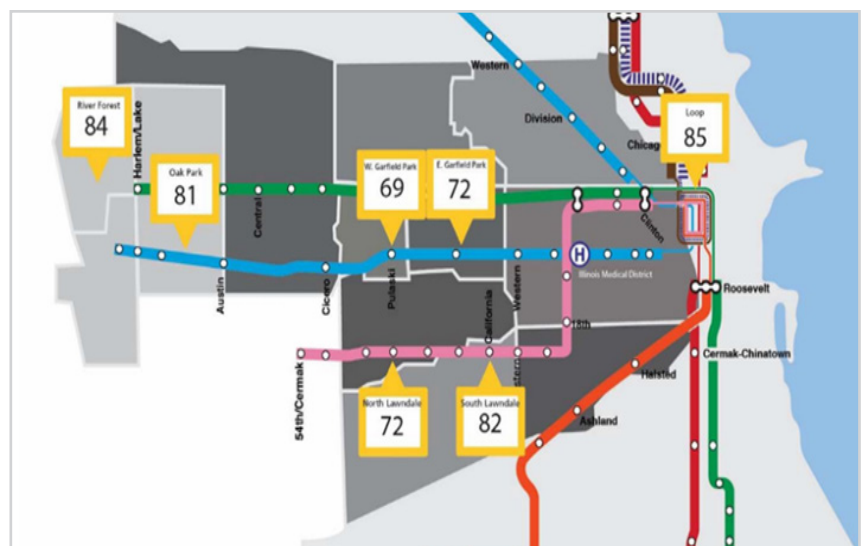 Western
River Forest
84
Harlem/Lake
Division
Loop
85
Chicago
Oak Park
81
W. Garfield Park
69
E. Garfield Park
72
Central
Clinton
H
Illinois Medical District
Austin
Cicero
Pulaski
Western
Roosevelt
California
18th
54th/Cermak
Cermak-Chinatown
Halsted
North Lawndale
72
South Lawndale
82
Ashland